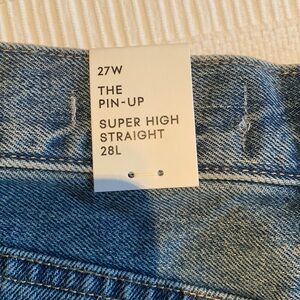 27W
THE
PIN-UP
SUPER HIGH
STRAIGHT
28L